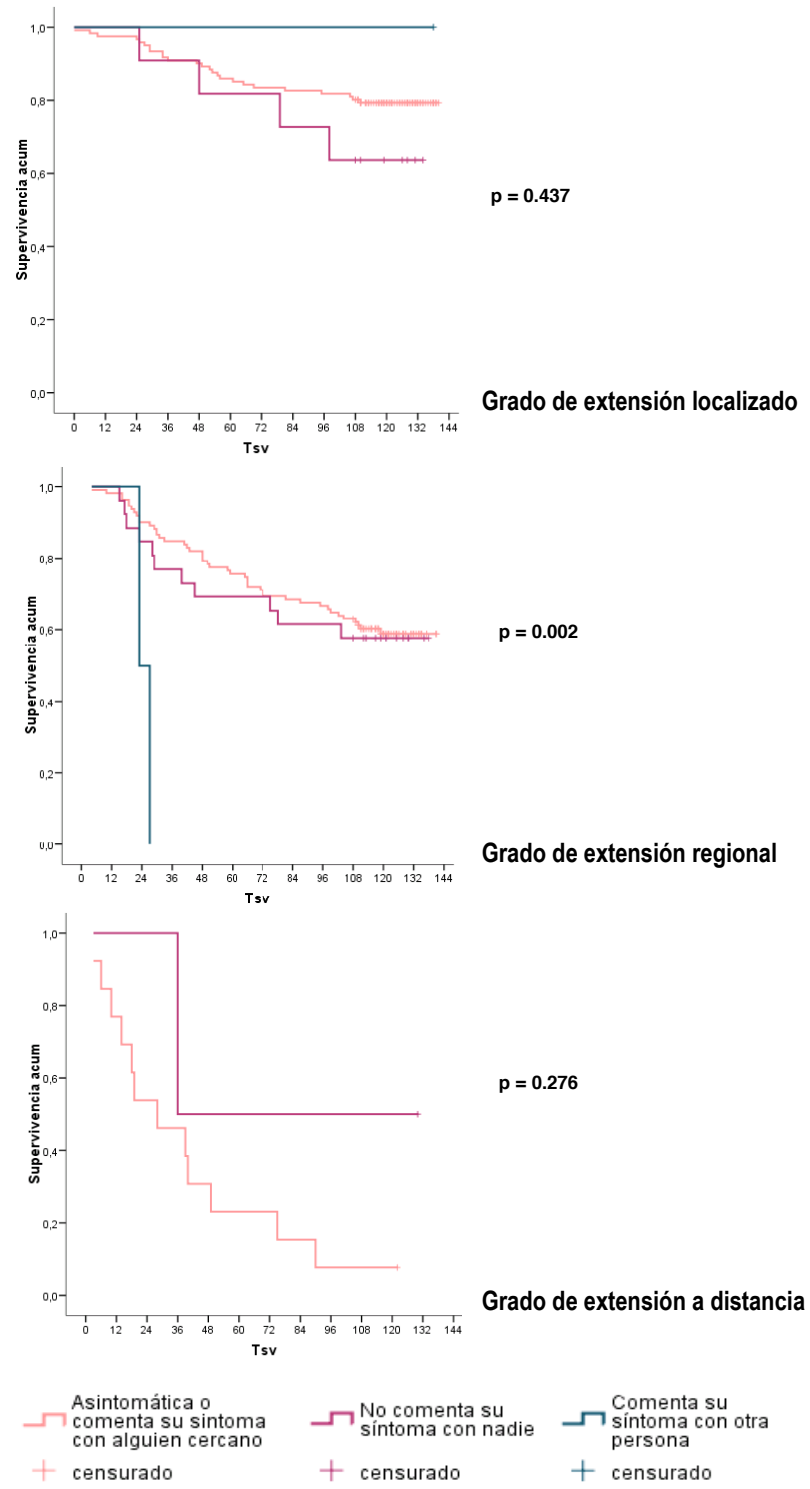 1,0
0,8
0,6
0,4
0,2
0,0
Supervivencia acum
0 12 24 36 48 60 72 84 96 108 120 132 144
Tsv
p = 0.437
Grado de extensión localizado
1,0
0,8
0,6
0,4
0,2
0,0
Supervivencia acum
0 12 24 36 48 60 72 84 96 108 120 132 144
Tsv
p = 0.002
Grado de extensión regional
1,0
0,8
0,6
0,4
0,2
0,0
Supervivencia acum
0 12 24 36 48 60 72 84 96 108 120 132 144
Tsv
p = 0.276
Grado de extensión a distancia
Asintomática o
comenta su sintoma
con alguien cercano
censurado
No comenta su
síntoma con nadie
censurado
Comenta su
síntoma con otra
persona
censurado